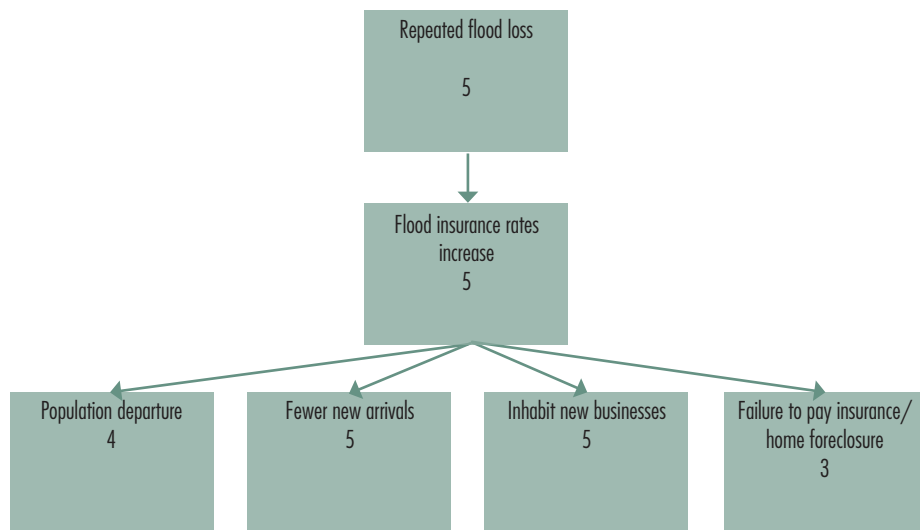 Repeated flood loss
5
Flood insurance rates
increase
5
Population departure
4
Fewer new arrivals
5
Inhabit new businesses
5
Failure to pay insurance/
home foreclosure
3